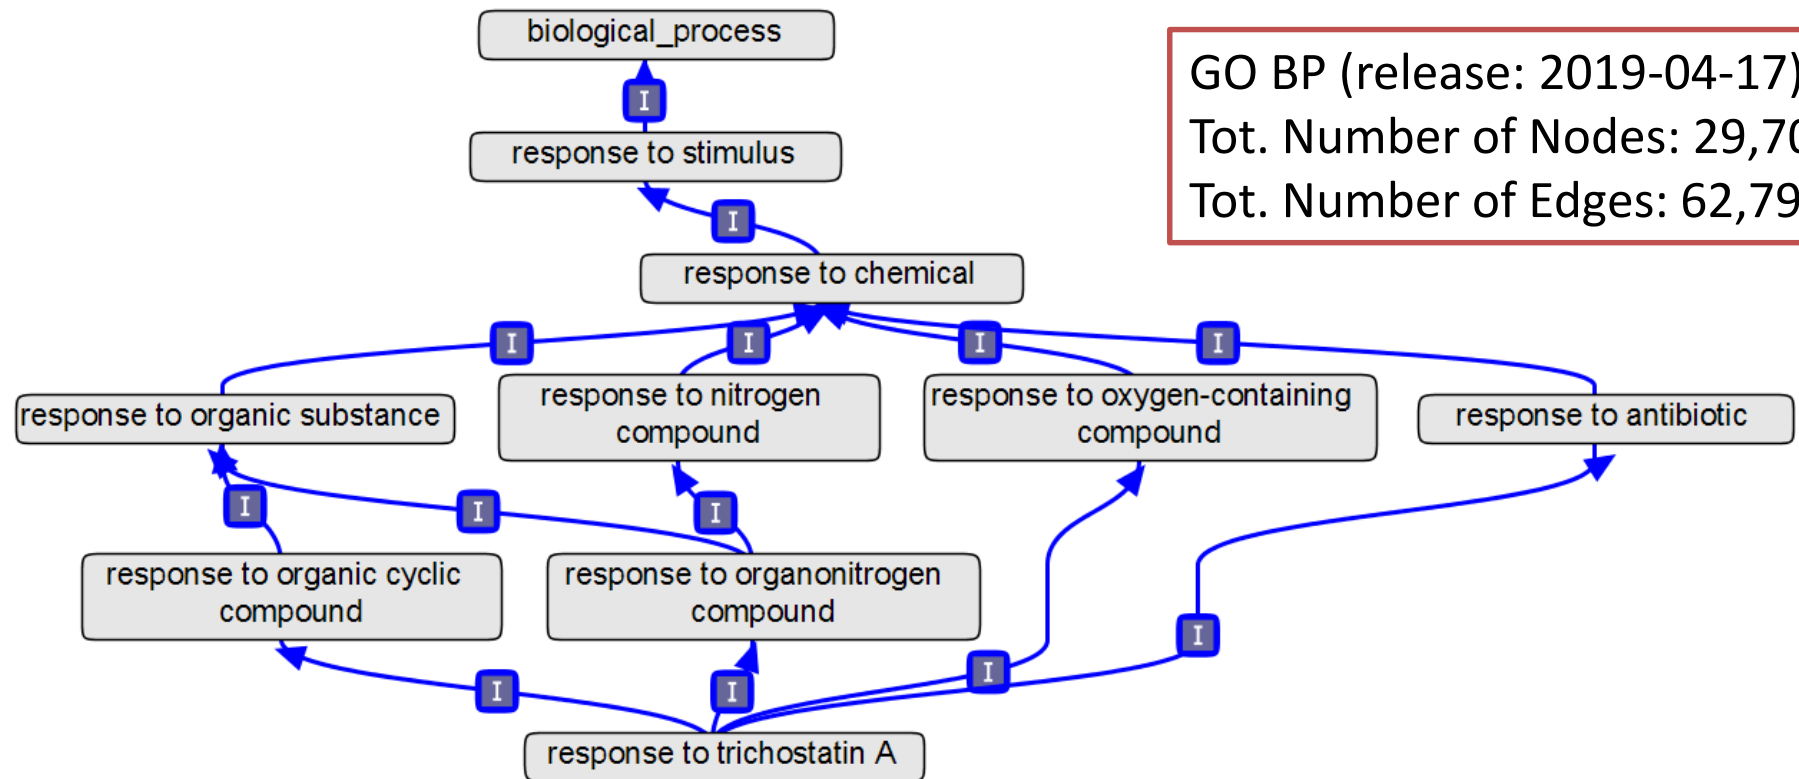 biological_process
I
GO BP (release: 2019-04-17)
Tot. Number of Nodes: 29,70
Tot. Number of Edges: 62,79
response to stimulus
I
response to chemical
I I I I
response to organic substance
response to nitrogen
compound
response to oxygen-containing
compound
response to antibiotic
I I I
response to organic cyclic
compound
response to organonitrogen
compound
I
I
I I
response to trichostatin A